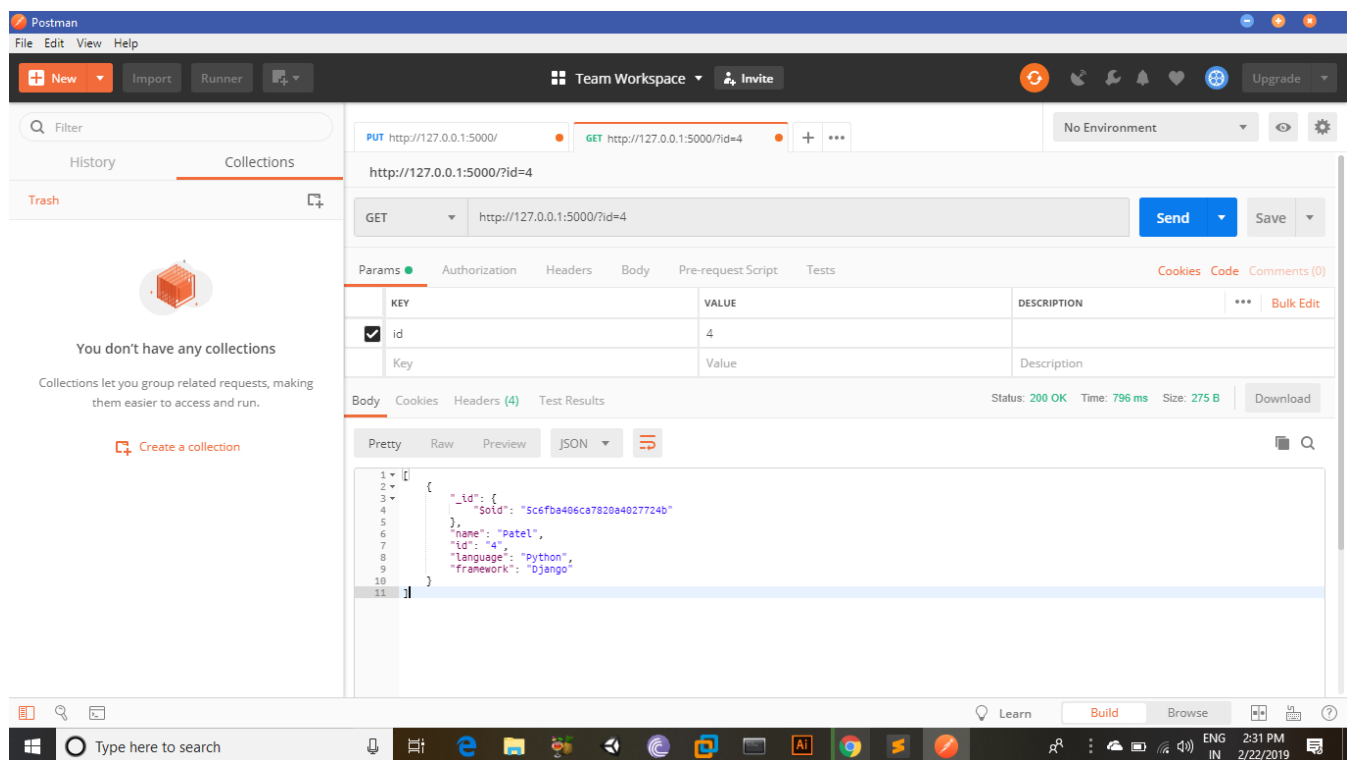 Postman
File Edit View Help
New Import Runner Team Workspace Invite Upgrade
Filter
History Collections
Trash
You don't have any collections
Collections let you group related requests, making
them easier to access and run.
Create a collection
PUT http://127.0.0.1:5000/ GET http://127.0.0.1:5000/?id=4 + ••• No Environment
http://127.0.0.1:5000/?id=4
GET http://127.0.0.1:5000/?id=4 Send Save
Params Authorization Headers Body Pre-request Script Tests Cookies Code Comments (0)
KEY VALUE DESCRIPTION ••• Bulk Edit
id 4
Key Value Description
Body Cookies Headers (4) Test Results Status: 200 OK Time: 796 ms Size: 275 B Download
Pretty Raw Preview JSON
1 [
2 {
3 "_id": {
4 "$oid": "5c6fba406ca7820a4027724b"
5 },
6 "name": "Patel",
7 "id": "4",
8 "language": "Python",
9 "framework": "Django"
10 }
11 ]
Learn Build Browse
Type here to search Ai ENG 2:31 PM
IN 2/22/2019